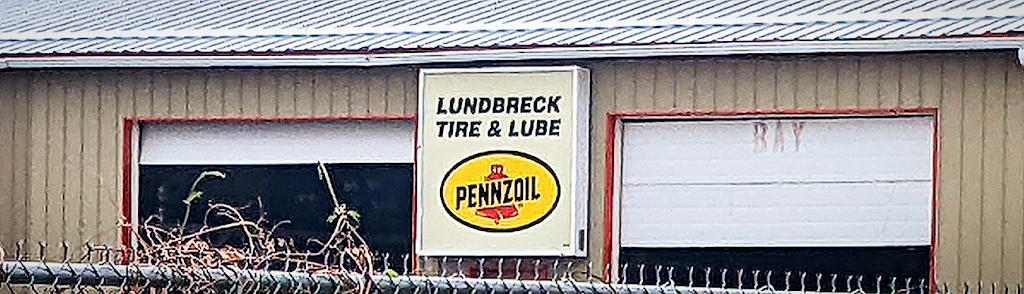 LUNDBRECK
TIRE & LUBE
PENNZOIL
BAY